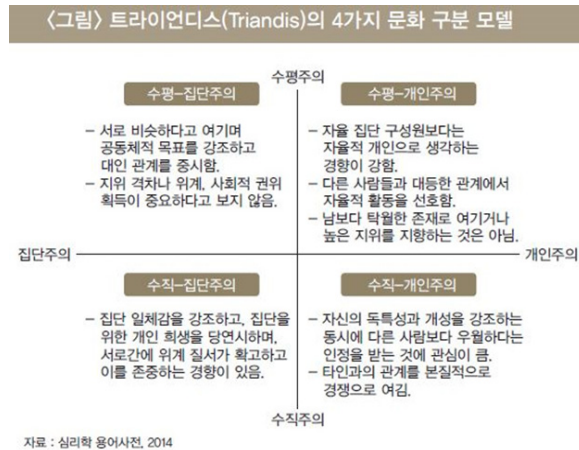 〈그림〉 트라이언디스(Triandis)의 4가지 문화 구분 모델
수평주의
수평-집단주의
– 서로 비슷하다고 여기며
공동체적 목표를 강조하고
대인 관계를 중시함.
– 지위 격차나 위계, 사회적 권위
획득이 중요하다고 보지 않음.
수평-개인주의
– 자율 집단 구성원보다는
자율적 개인으로 생각하는
경향이 강함.
– 다른 사람들과 대등한 관계에서
자율적 활동을 선호함.
– 남보다 탁월한 존재로 여기거나
높은 지위를 지향하는 것은 아님.
집단주의
개인주의
수직-집단주의
– 집단 일체감을 강조하고, 집단을
위한 개인 희생을 당연시하며,
서로간에 위계 질서가 확고하고
이를 존중하는 경향이 있음.
수직-개인주의
– 자신의 독특성과 개성을 강조하는
동시에 다른 사람보다 우월하다는
인정을 받는 것에 관심이 큼.
– 타인과의 관계를 본질적으로
경쟁으로 여김.
수직주의
자료 : 심리학 용어사전, 2014